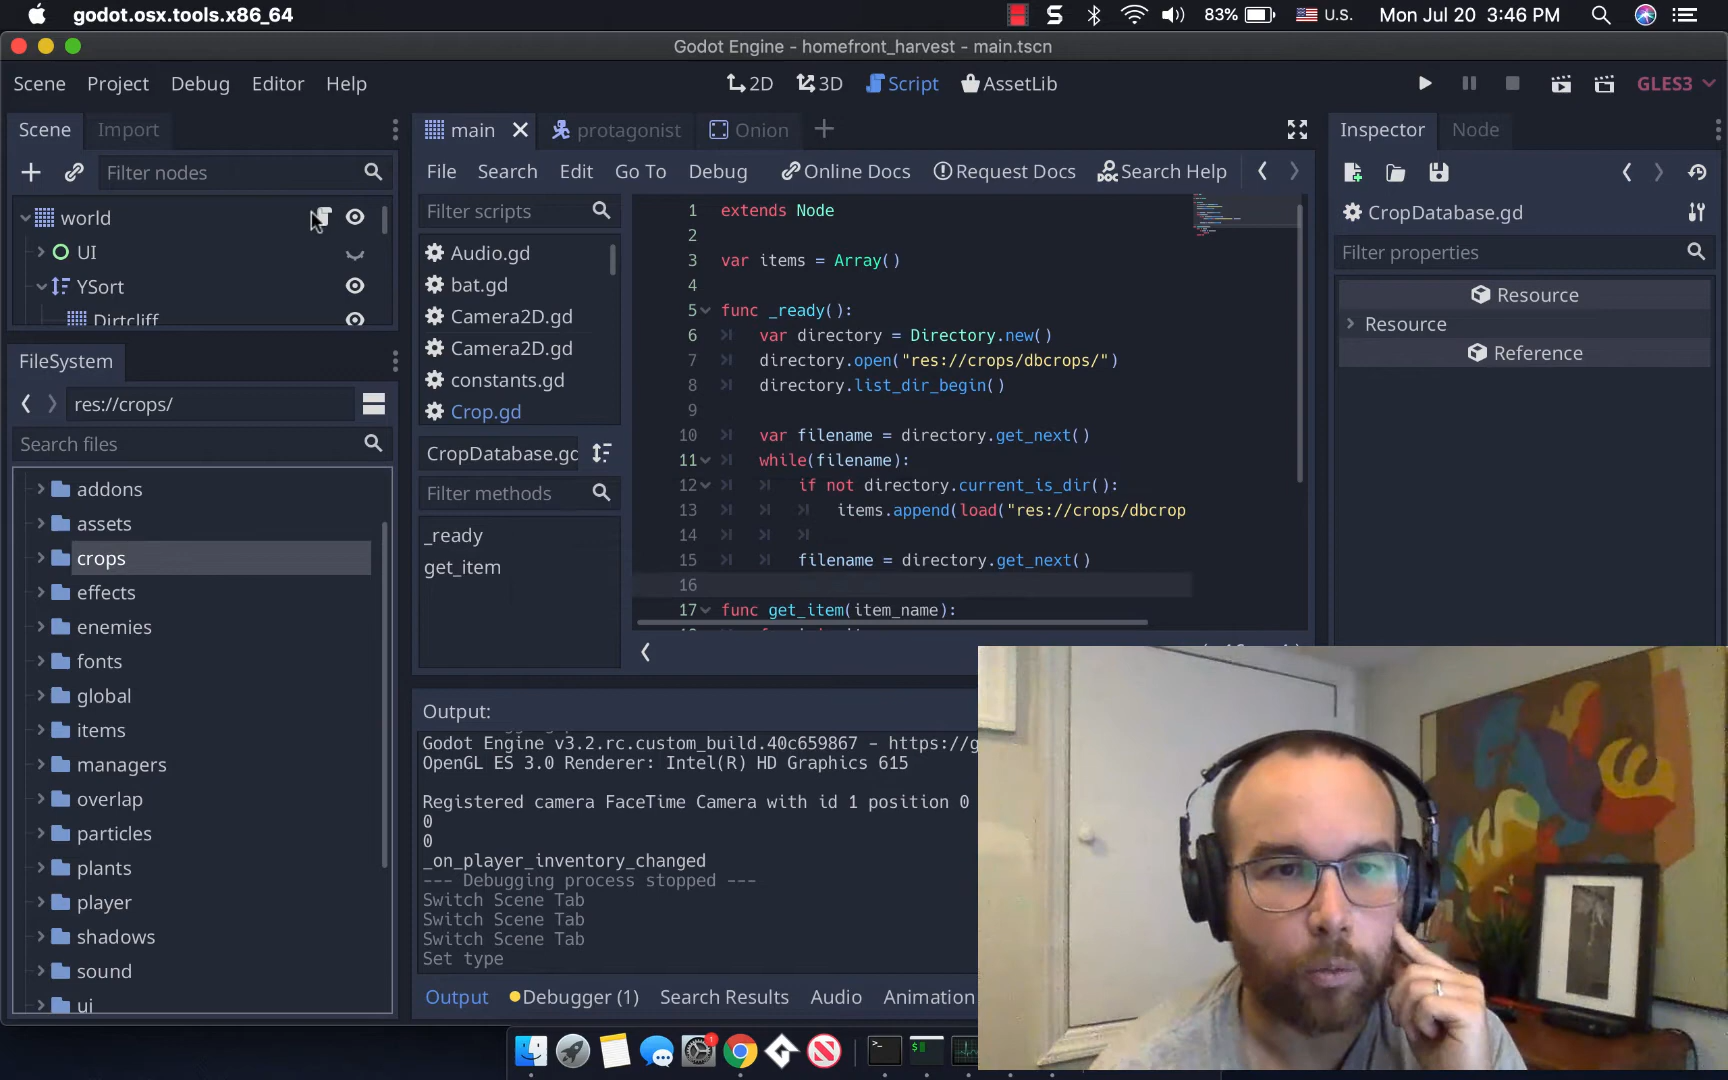 godot.osx.tools.x86_64
83%
U.S.
Mon Jul 20 3:46 PM
Godot Engine - homefront_harvest - main.tscn
Scene Project Debug Editor Help
2D 3D Script AssetLib
GLES3
Scene Import
main protagonist Onion
Inspector Node
Filter nodes
File Search Edit Go To Debug Online Docs Request Docs Search Help
world
UI
YSort
Dirtcliff
Filter scripts
Audio.gd
bat.gd
Camera2D.gd
Camera2D.gd
constants.gd
Crop.gd
CropDatabase.gd
Filter methods
_ready
get_item
1 extends Node
2
3 var items = Array()
4
5 func _ready():
6 var directory = Directory.new()
7 directory.open("res://crops/dbcrops/")
8 directory.list_dir_begin()
9
10 var filename = directory.get_next()
11 while(filename):
12 if not directory.current_is_dir():
13 items.append(load("res://crops/dbcrop
14
15 filename = directory.get_next()
16
17 func get_item(item_name):
CropDatabase.gd
Filter properties
Resource
Resource
Reference
FileSystem
res://crops/
Search files
addons
assets
crops
effects
enemies
fonts
global
items
managers
overlap
particles
plants
player
shadows
sound
ui
Output:
Godot Engine v3.2.rc.custom_build.40c659867 - https://g
OpenGL ES 3.0 Renderer: Intel(R) HD Graphics 615
Registered camera FaceTime Camera with id 1 position 0
0
0
_on_player_inventory_changed
--- Debugging process stopped ---
Switch Scene Tab
Switch Scene Tab
Switch Scene Tab
Set type
Output Debugger (1) Search Results Audio Animation